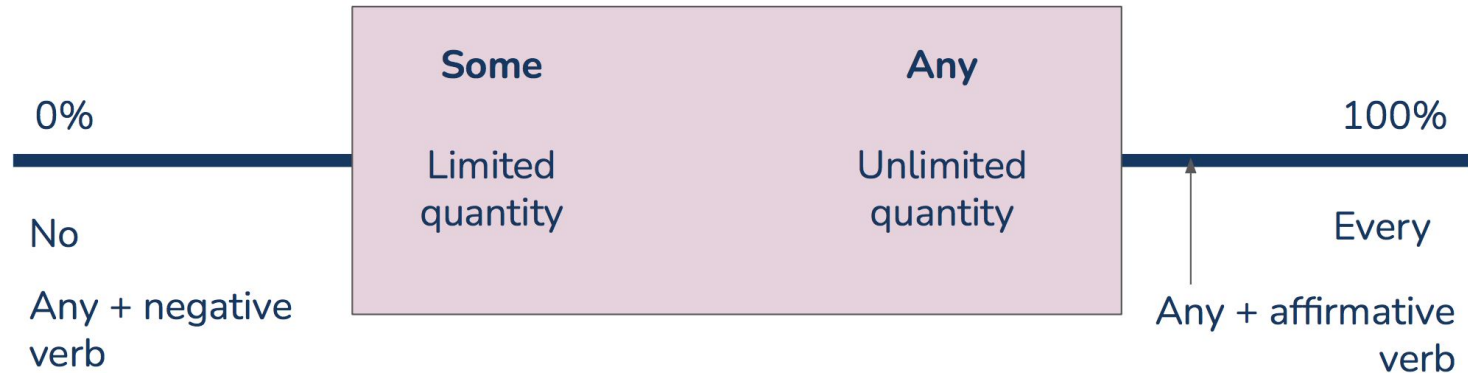 Some
Any
0%
100%
Limited
quantity
Unlimited
quantity
No
Every
Any + negative
verb
Any + affirmative
verb